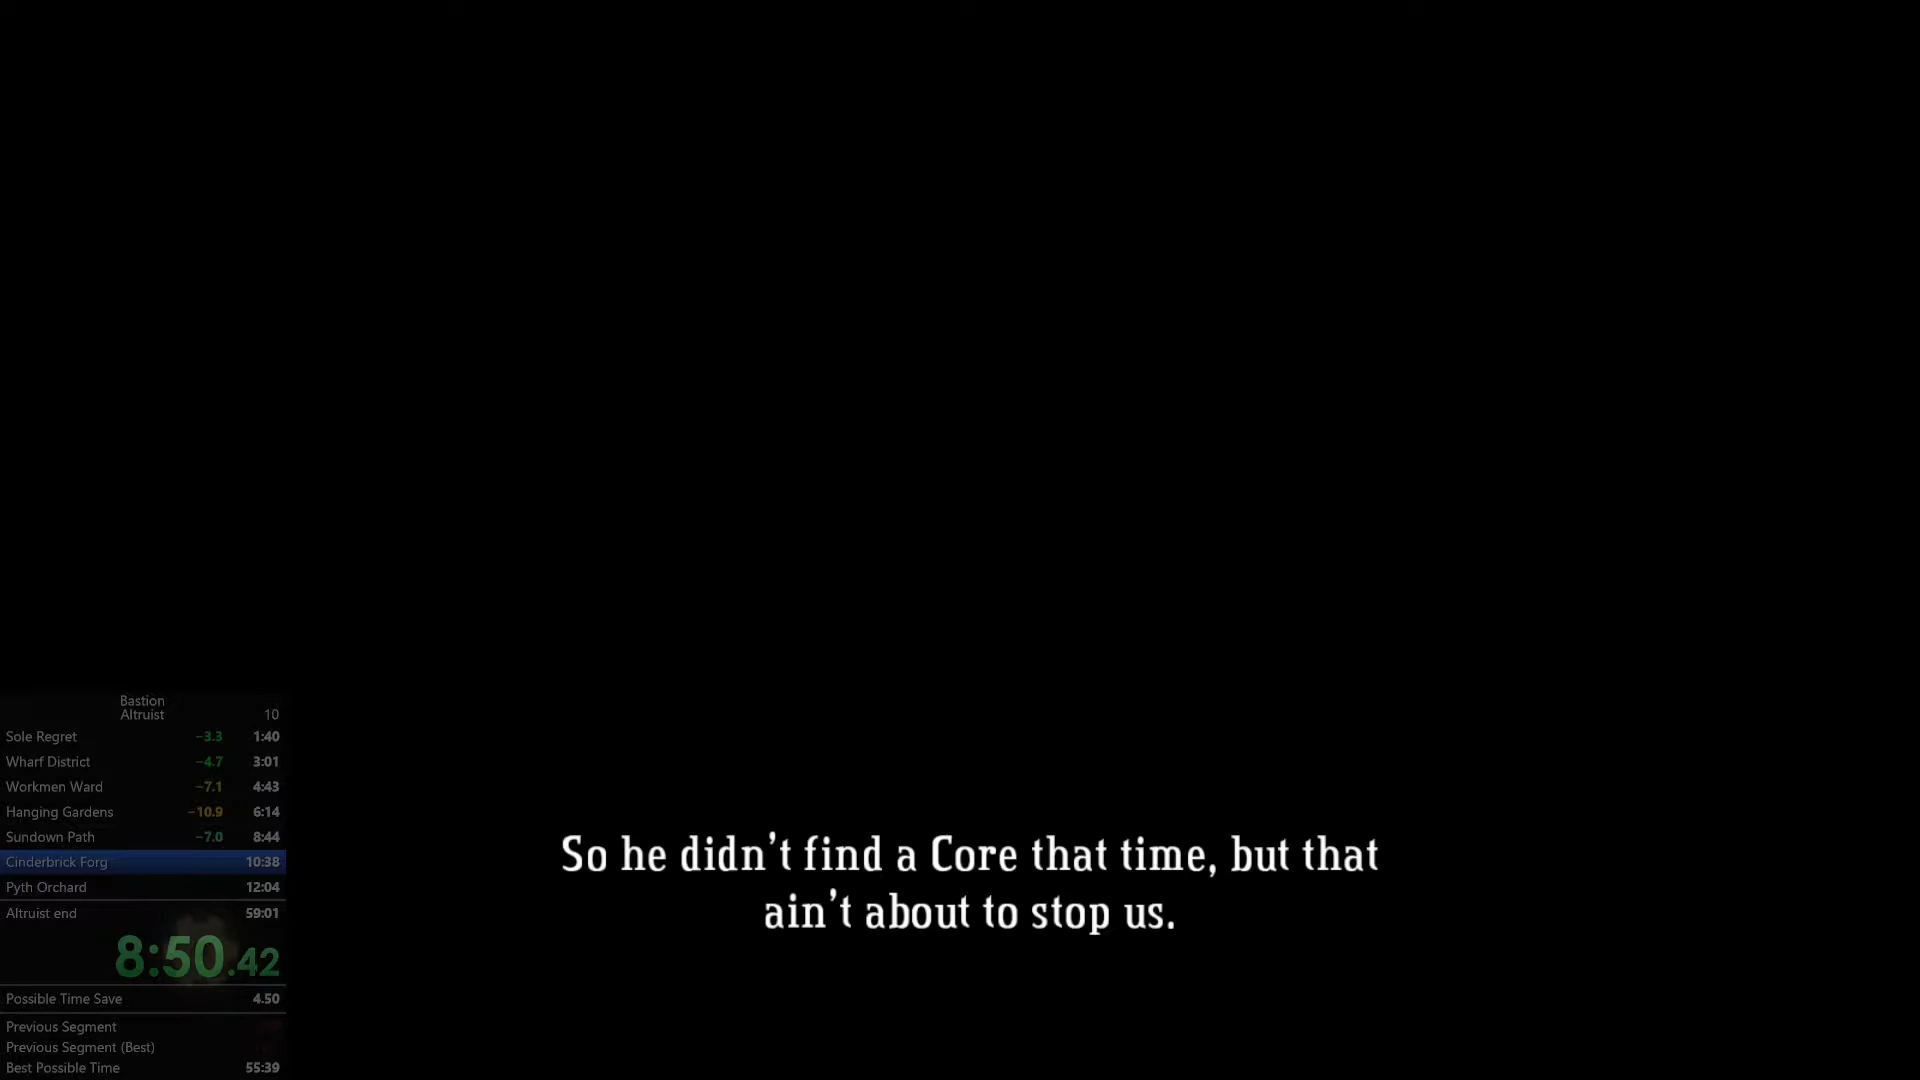 Bastion
Altruist 10
Sole Regret −3.3 1:40
Wharf District −4.7 3:01
Workmen Ward −7.1 4:43
Hanging Gardens −10.9 6:14
Sundown Path −7.0 8:44
Cinderbrick Forg 10:38
Pyth Orchard 12:04
Altruist end 59:01
8:50.42
Possible Time Save 4.50
Previous Segment
Previous Segment (Best)
Best Possible Time 55:39
So he didn't find a Core that time, but that
ain't about to stop us.